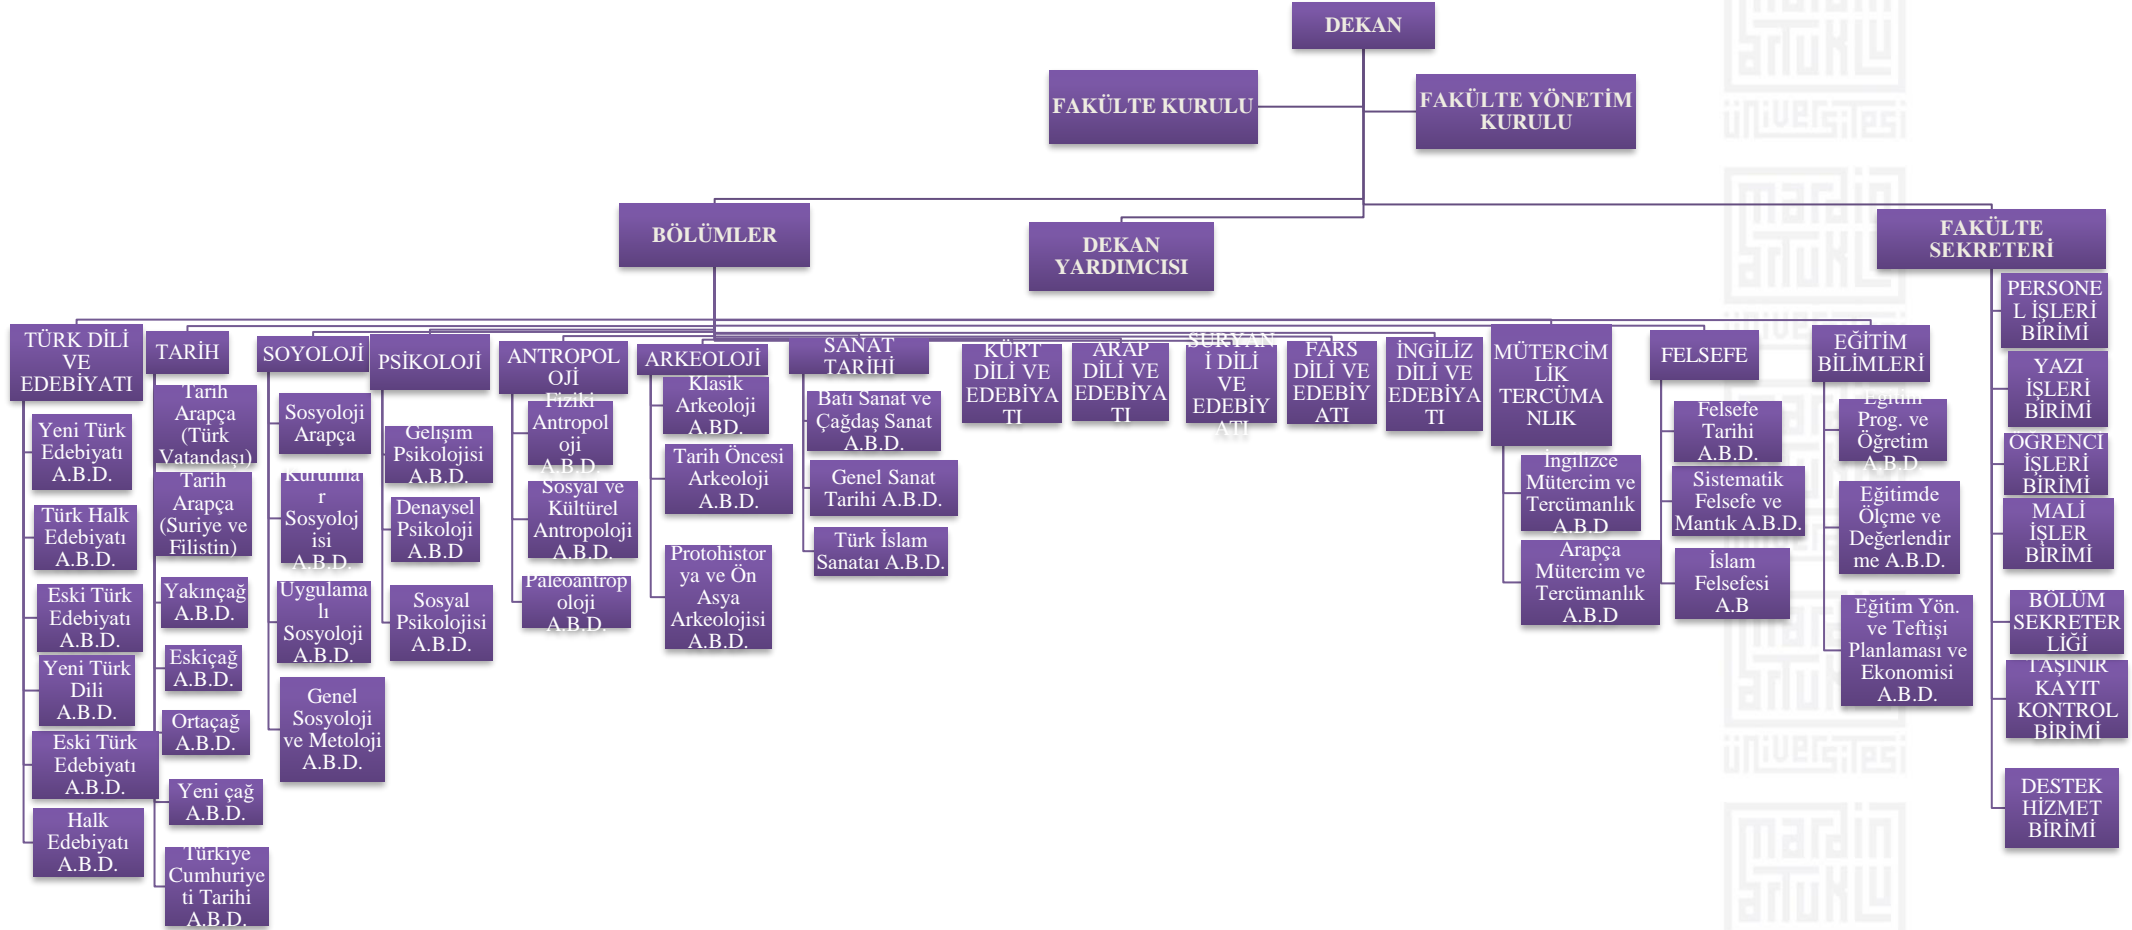 DEKAN
FAKÜLTE KURULU
FAKÜLTE YÖNETİM
KURULU
BÖLÜMLER
DEKAN
YARDIMCISI
FAKÜLTE
SEKRETERİ
TÜRK DİLİ
VE
EDEBİYATI
Yeni Türk
Edebiyatı
A.B.D.
Türk Halk
Edebiyatı
A.B.D.
Eski Türk
Edebiyatı
A.B.D.
Yeni Türk
Dili
A.B.D.
Eski Türk
Edebiyatı
A.B.D.
Halk
Edebiyatı
A.B.D.
TARİH
Tarih
Arapça
(Türk
Vatandaşı)
Tarih
Arapça
(Suriye ve
Filistin)
Yakınçağ
A.B.D.
Eskiçağ
A.B.D.
Ortaçağ
A.B.D.
Yeni çağ
A.B.D.
Türkiye
Cumhuriye
ti Tarihi
A.B.D.
SOYOLOJİ
Sosyoloji
Arapça
Kurumla
r
Sosyoloj
isi
A.B.D.
Uygulama
lı
Sosyoloji
A.B.D.
Genel
Sosyoloji
ve Metoloji
A.B.D.
PSİKOLOJİ
Gelişim
Psikolojisi
A.B.D.
Denaysel
Psikoloji
A.B.D
Sosyal
Psikolojisi
A.B.D.
ANTROPOL
OJİ
Fiziki
Antropol
oji
A.B.D.
Sosyal ve
Kültürel
Antropoloji
A.B.D.
Paleoantrop
oloji
A.B.D.
ARKEOLOJİ
Klasik
Arkeoloji
A.BD.
Tarih Öncesi
Arkeoloji
A.B.D.
Protohistor
ya ve Ön
Asya
Arkeolojisi
A.B.D.
SANAT
TARİHİ
Batı Sanat ve
Çağdaş Sanat
A.B.D.
Genel Sanat
Tarihi A.B.D.
Türk İslam
Sanataı A.B.D.
KÜRT
DİLİ VE
EDEBİYA
TI
ARAP
DİLİ VE
EDEBİYA
TI
SÜRYAN
İ DİLİ
VE
EDEBİY
ATI
FARS
DİLİ VE
EDEBİY
ATI
İNGİLİZ
DİLİ VE
EDEBİYA
TI
MÜTERCİM
LİK
TERCÜMA
NLIK
İngilizce
Mütercim ve
Tercümanlık
A.B.D
Arapça
Mütercim ve
Tercümanlık
A.B.D
FELSEFE
Felsefe
Tarihi
A.B.D.
Sistematik
Felsefe ve
Mantık A.B.D.
İslam
Felsefesi
A.B
EĞİTİM
BİLİMLERİ
Eğitim
Prog. ve
Öğretim
A.B.D.
Eğitimde
Ölçme ve
Değerlendir
me A.B.D.
Eğitim Yön.
ve Teftişi
Planlaması ve
Ekonomisi
A.B.D.
PERSONE
L İŞLERİ
BİRİMİ
YAZI
İŞLERİ
BİRİMİ
ÖĞRENCİ
İŞLERİ
BİRİMİ
MALİ
İŞLER
BİRİMİ
BÖLÜM
SEKRETER
LİĞİ
TAŞINIR
KAYIT
KONTROL
BİRİMİ
DESTEK
HİZMET
BİRİMİ
mardin
artuklu
üniversitesi
mardin
artuklu
üniversitesi
üniversitesi
mardin
artuklu